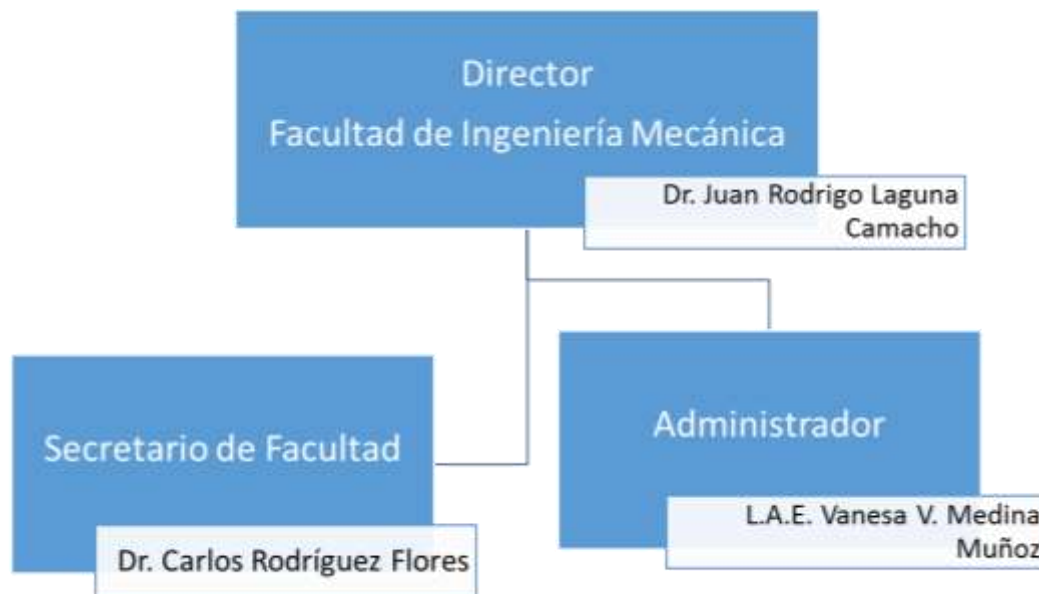 Director
Facultad de Ingeniería Mecánica
Dr. Juan Rodrigo Laguna
Camacho
Secretario de Facultad
Dr. Carlos Rodríguez Flores
Administrador
L.A.E. Vanesa V. Medina
Muñoz